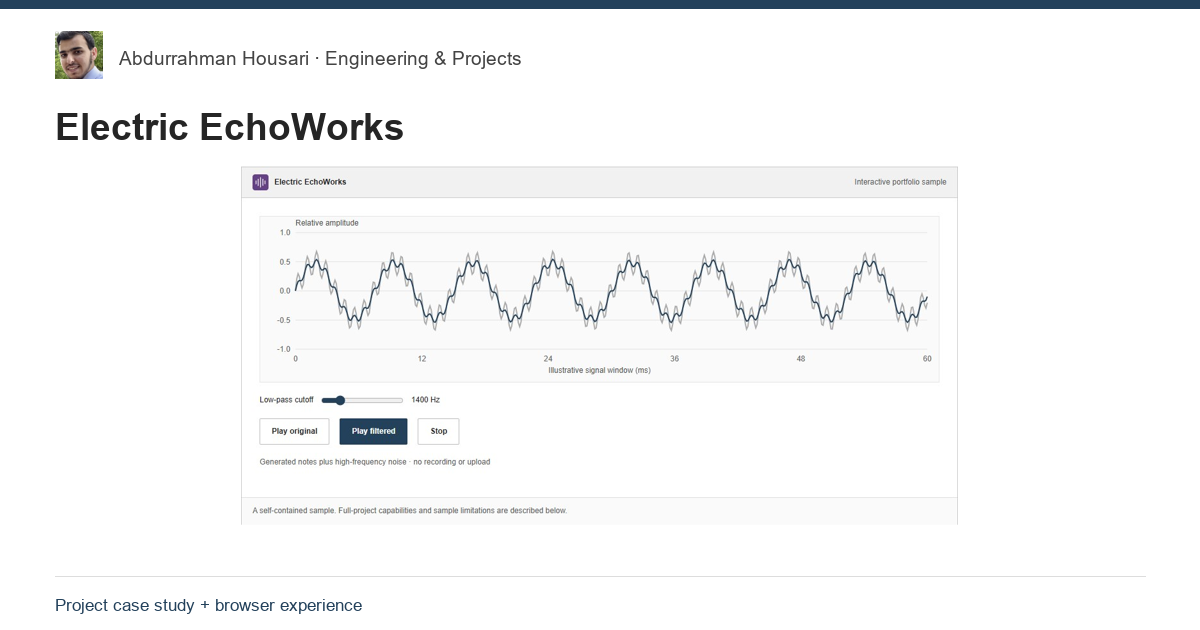 Abdurrahman Housari · Engineering & Projects
Electric EchoWorks
Electric EchoWorks
Interactive portfolio sample
Relative amplitude
1.0
0.5
0.0
-0.5
-1.0
0 12 24 36 48 60
Illustrative signal window (ms)
Low-pass cutoff 1400 Hz
Play original Play filtered Stop
Generated notes plus high-frequency noise · no recording or upload
A self-contained sample. Full-project capabilities and sample limitations are described below.
Project case study + browser experience